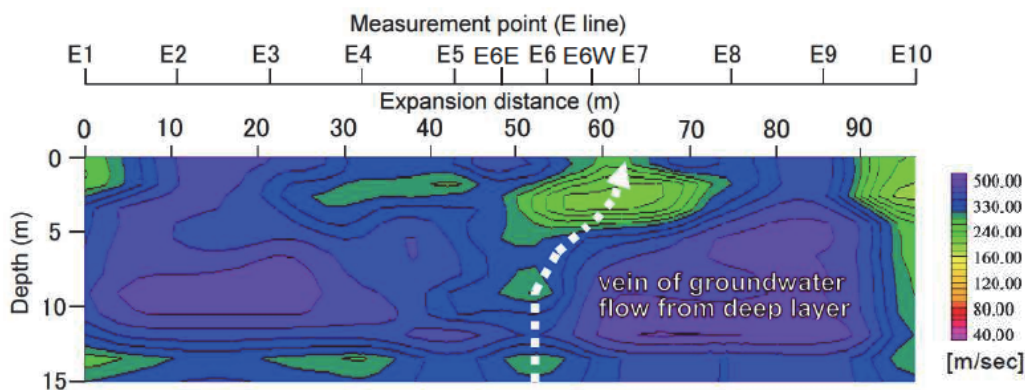 Measurement point (E line)
E1 E2 E3 E4 E5 E6E E6 E6W E7 E8 E9 E10
Expansion distance (m)
0 10 20 30 40 50 60 70 80 90
Depth (m)
0
5
10
15
vein of groundwater
flow from deep layer
500.00
330.00
240.00
160.00
80.00
40.00
[m/sec]